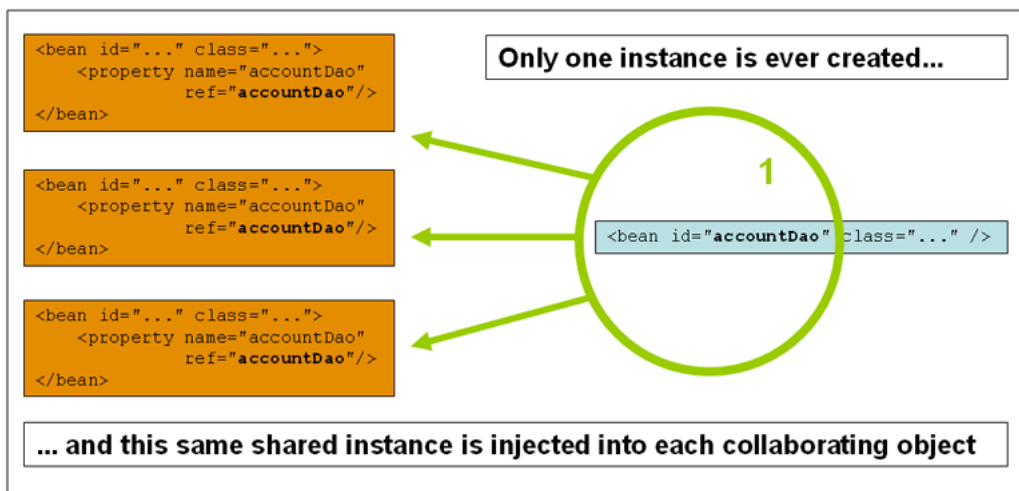 <bean id="..." class="...">
<property name="accountDao"
ref="accountDao"/>
</bean>
Only one instance is ever created...
<bean id="..." class="...">
<property name="accountDao"
ref="accountDao"/>
</bean>
1
<bean id="accountDao" class="..." />
<bean id="..." class="...">
<property name="accountDao"
ref="accountDao"/>
</bean>
... and this same shared instance is injected into each collaborating object